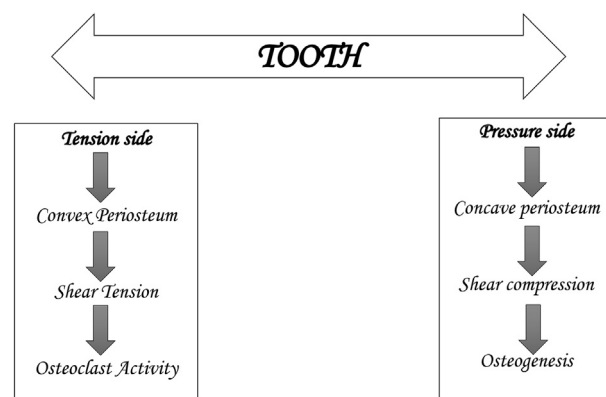 TOOTH
Tension side
Convex Periosteum
Shear Tension
Osteoclast Activity
Pressure side
Concave periosteum
Shear compression
Osteogenesis